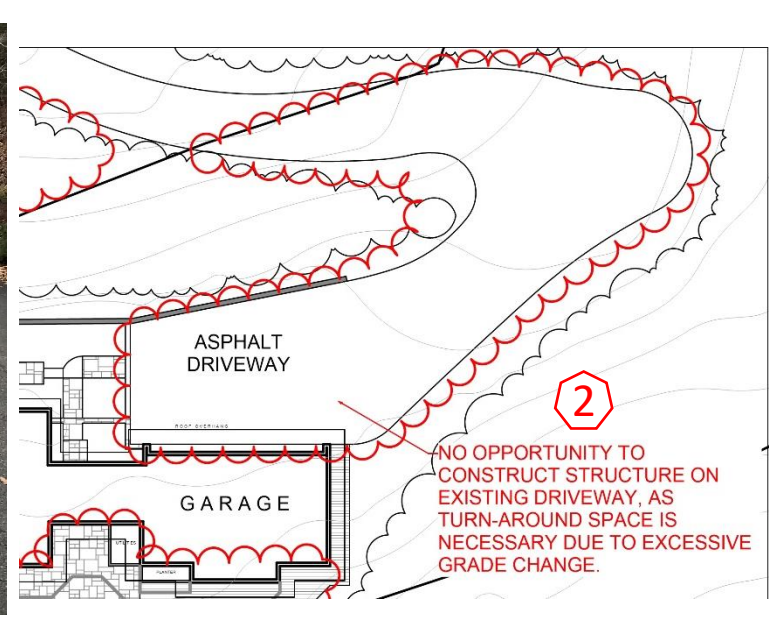 ASPHALT
DRIVEWAY
ROOF OVERHANG
2
NO OPPORTUNITY TO
CONSTRUCT STRUCTURE ON
EXISTING DRIVEWAY, AS
TURN-AROUND SPACE IS
NECESSARY DUE TO EXCESSIVE
GRADE CHANGE.
GARAGE
UTILITIES
PLANTER